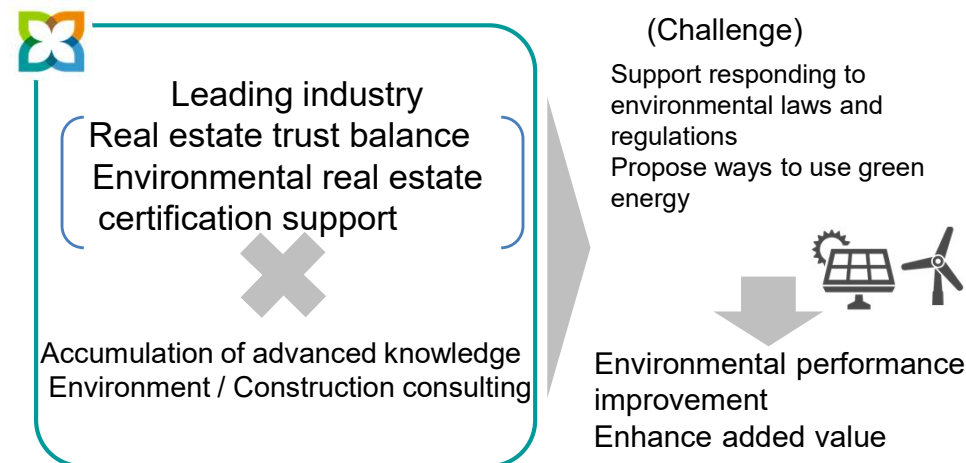 Leading industry
Real estate trust balance
Environmental real estate
certification support
Accumulation of advanced knowledge
Environment / Construction consulting
(Challenge)
Support responding to
environmental laws and
regulations
Propose ways to use green
energy
Environmental performance
improvement
Enhance added value